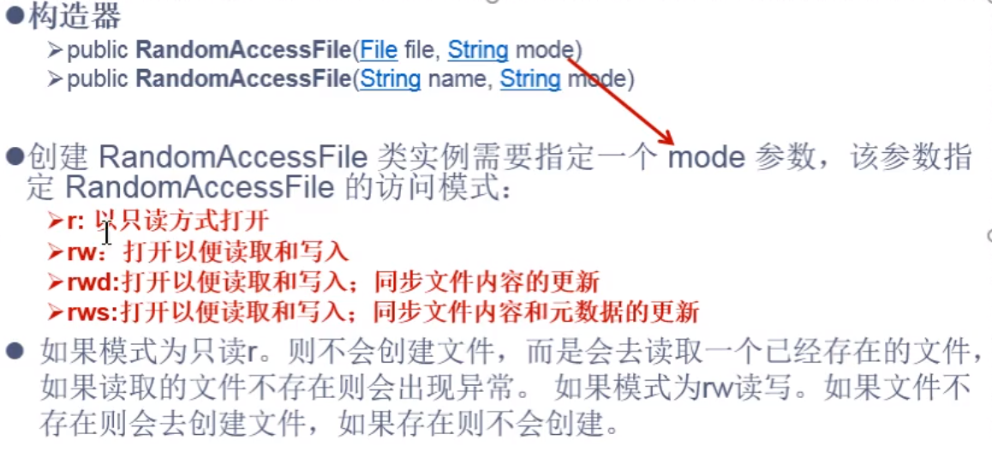 ●构造器
➢public RandomAccessFile(File file, String mode)
➢public RandomAccessFile(String name, String mode)
●创建 RandomAccessFile 类实例需要指定一个 mode 参数，该参数指
定 RandomAccessFile 的访问模式：
➢r: 以只读方式打开
➢rw：打开以便读取和写入
➢rwd:打开以便读取和写入；同步文件内容的更新
➢rws:打开以便读取和写入；同步文件内容和元数据的更新
● 如果模式为只读r。则不会创建文件，而是会去读取一个已经存在的文件，
如果读取的文件不存在则会出现异常。 如果模式为rw读写。如果文件不
存在则会去创建文件，如果存在则不会创建。